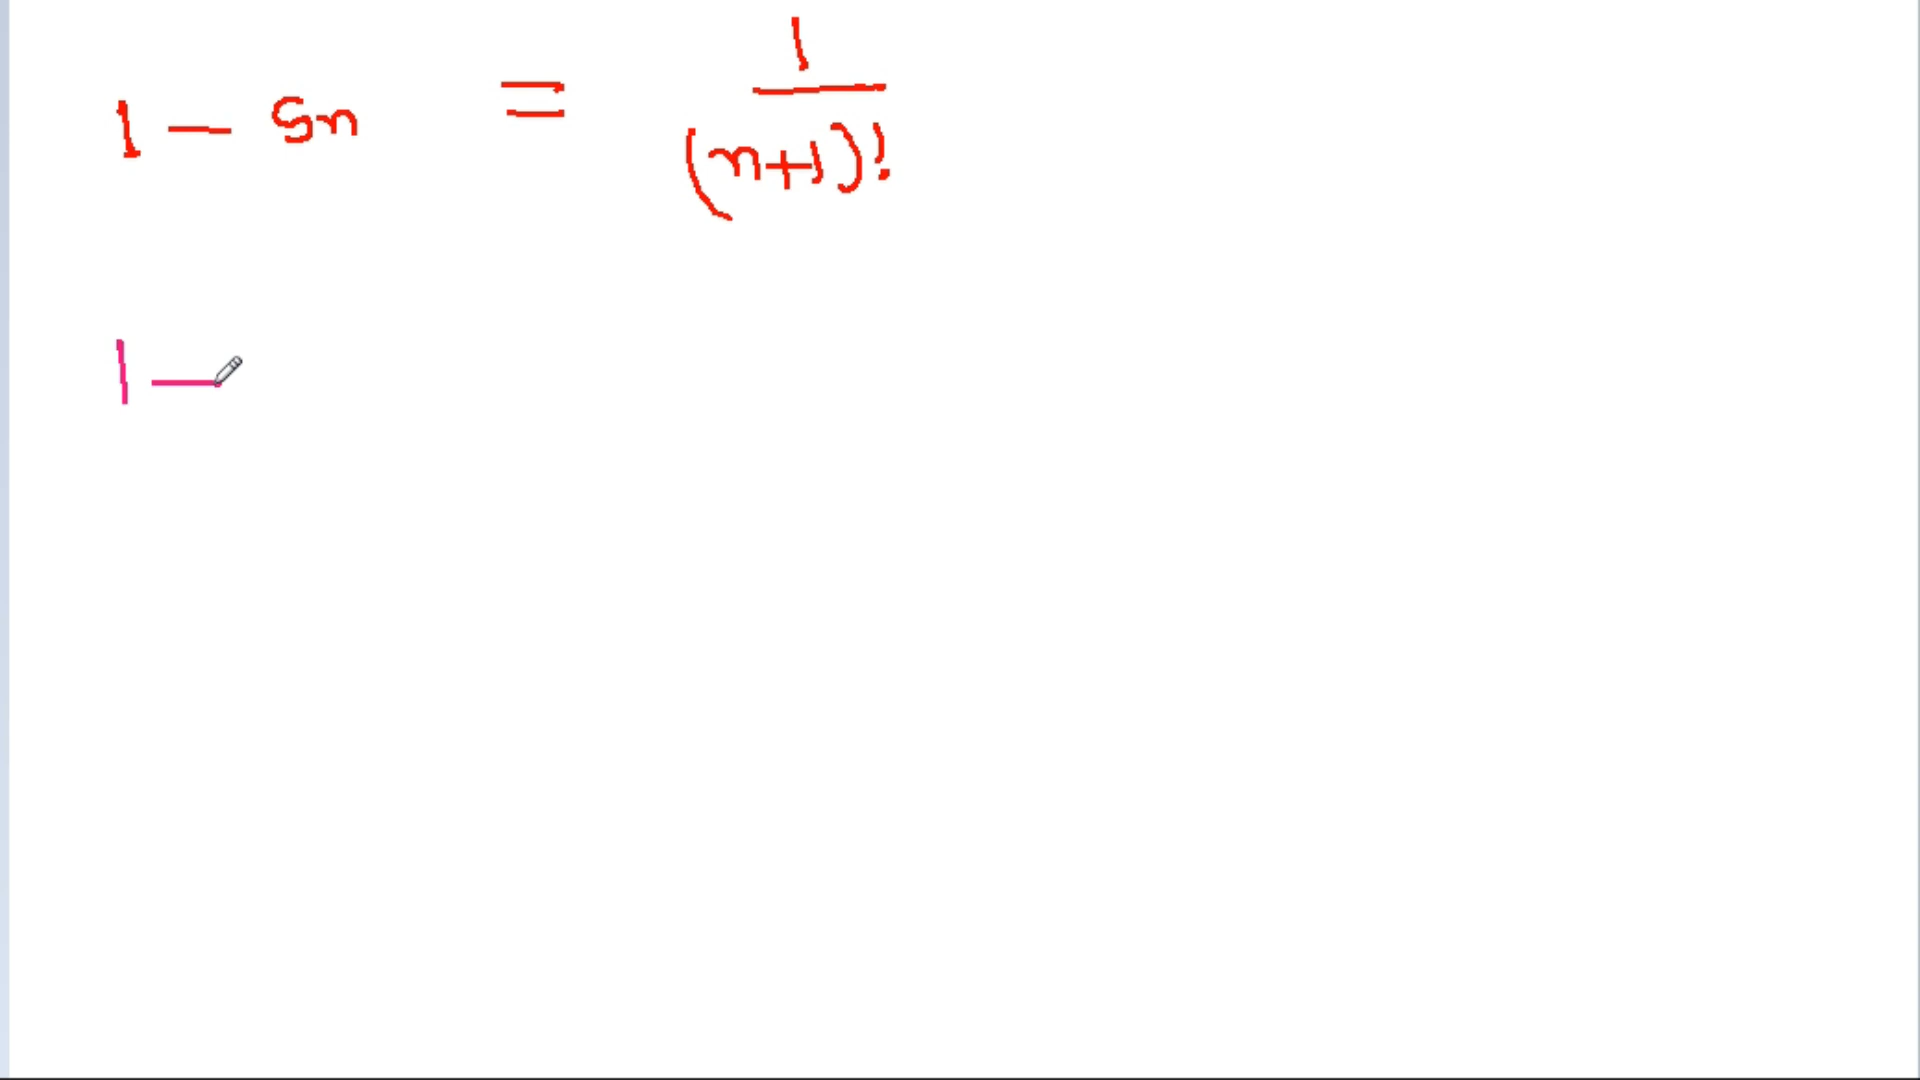 1 - Sn = 1/(n+1)!
1 -